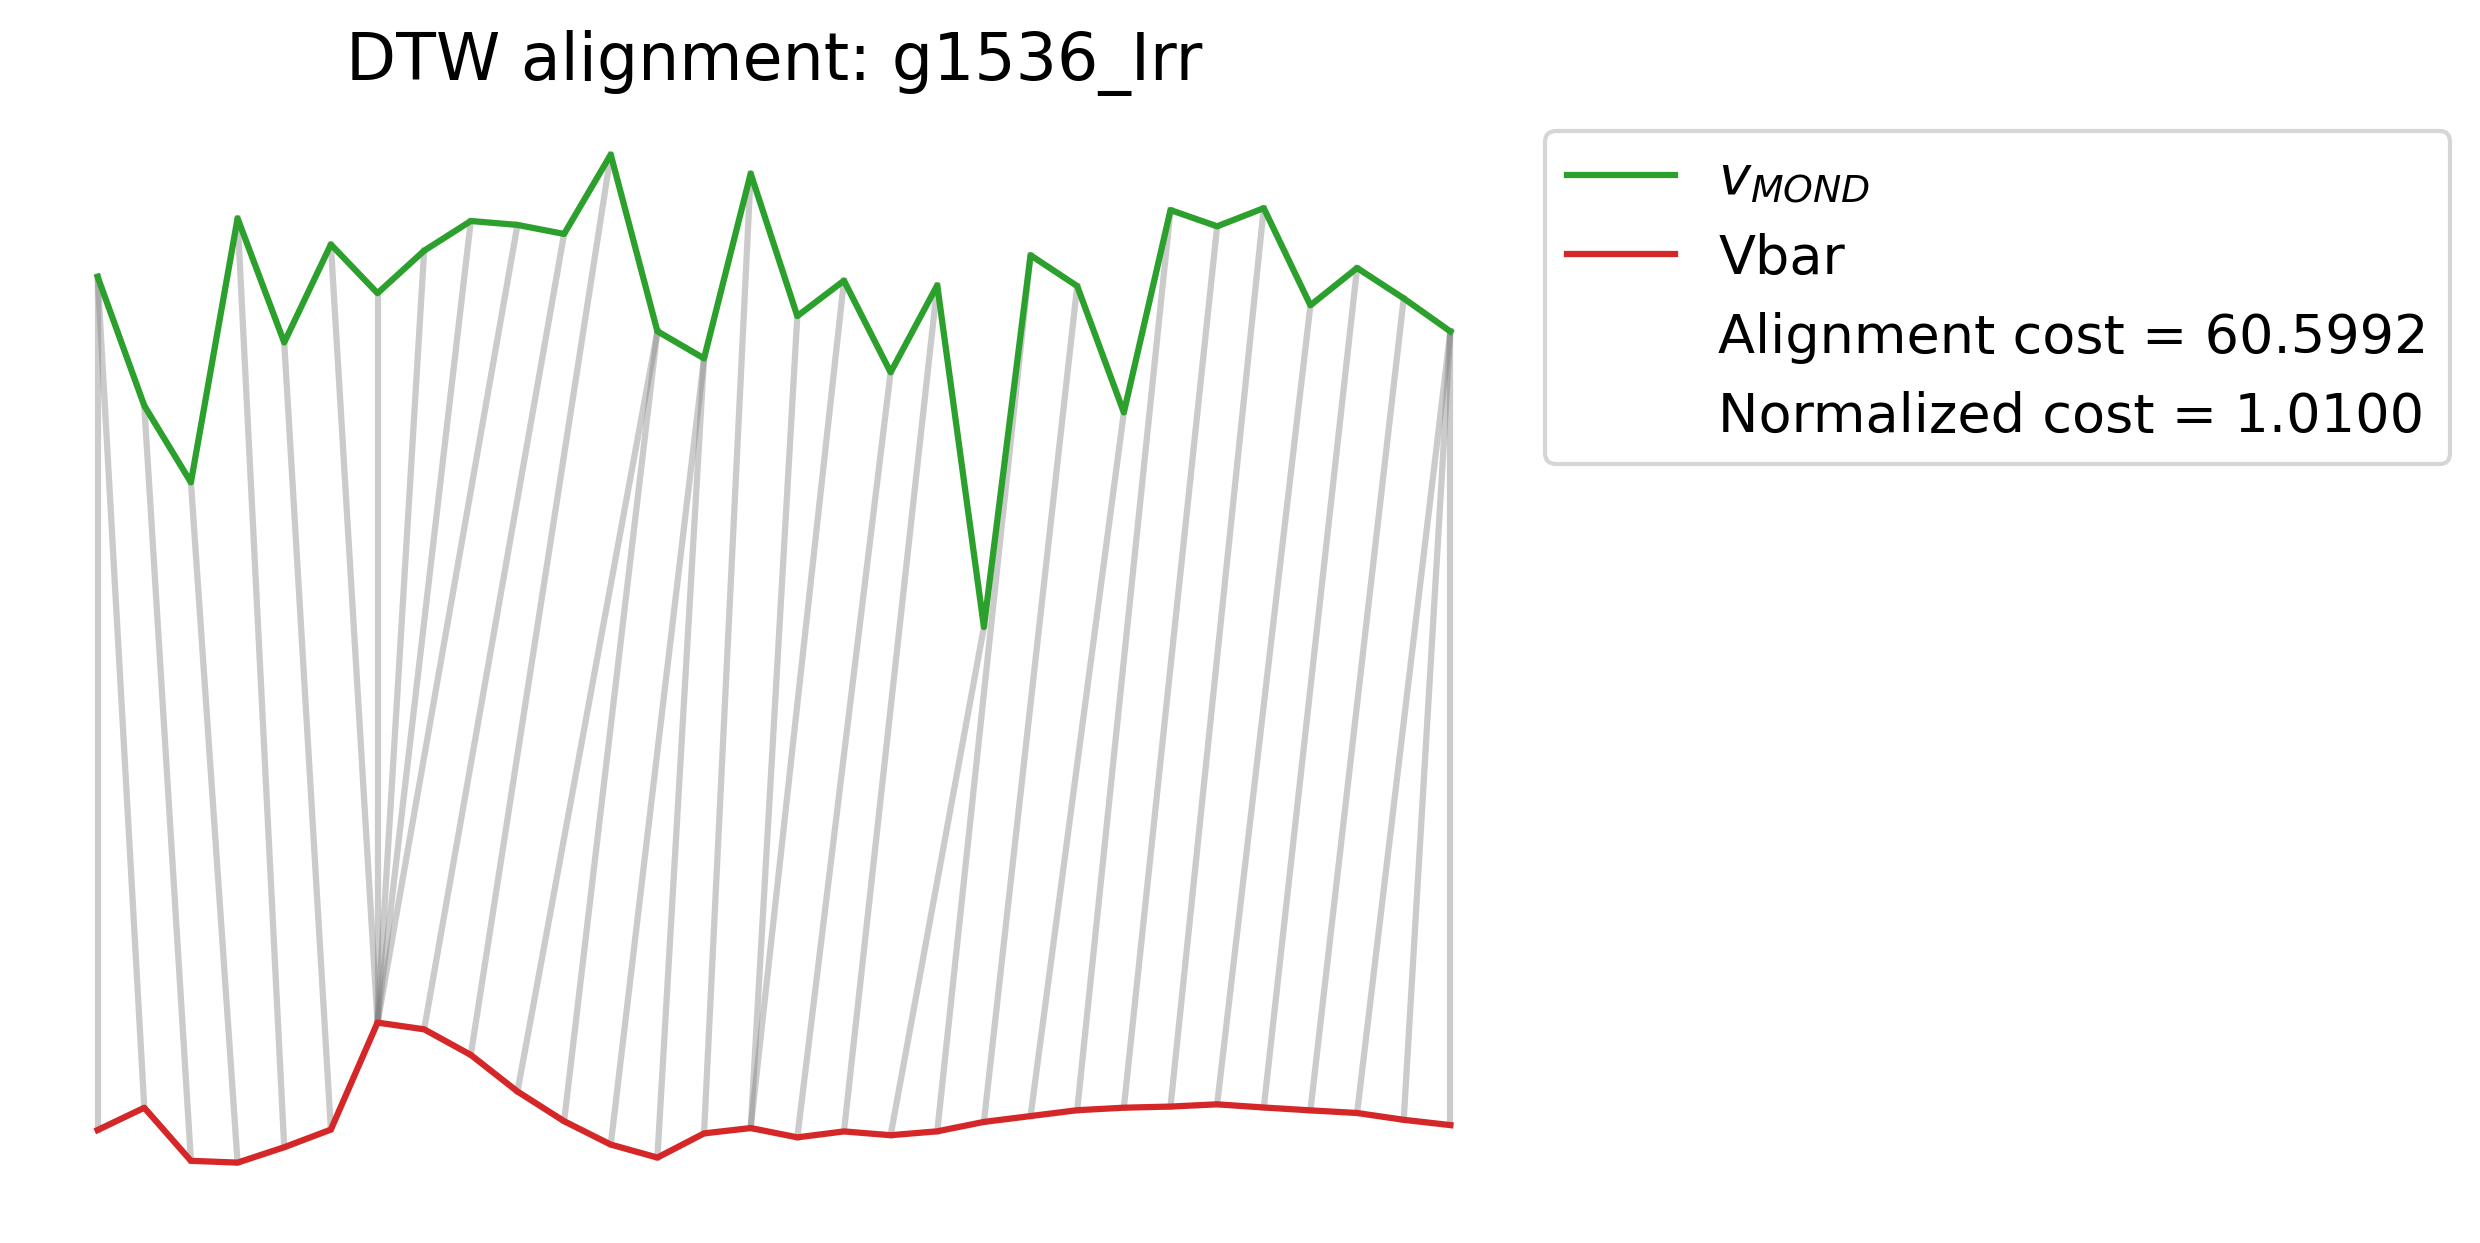 DTW alignment: g1536_Irr
v_MOND
Vbar
Alignment cost = 60.5992
Normalized cost = 1.0100